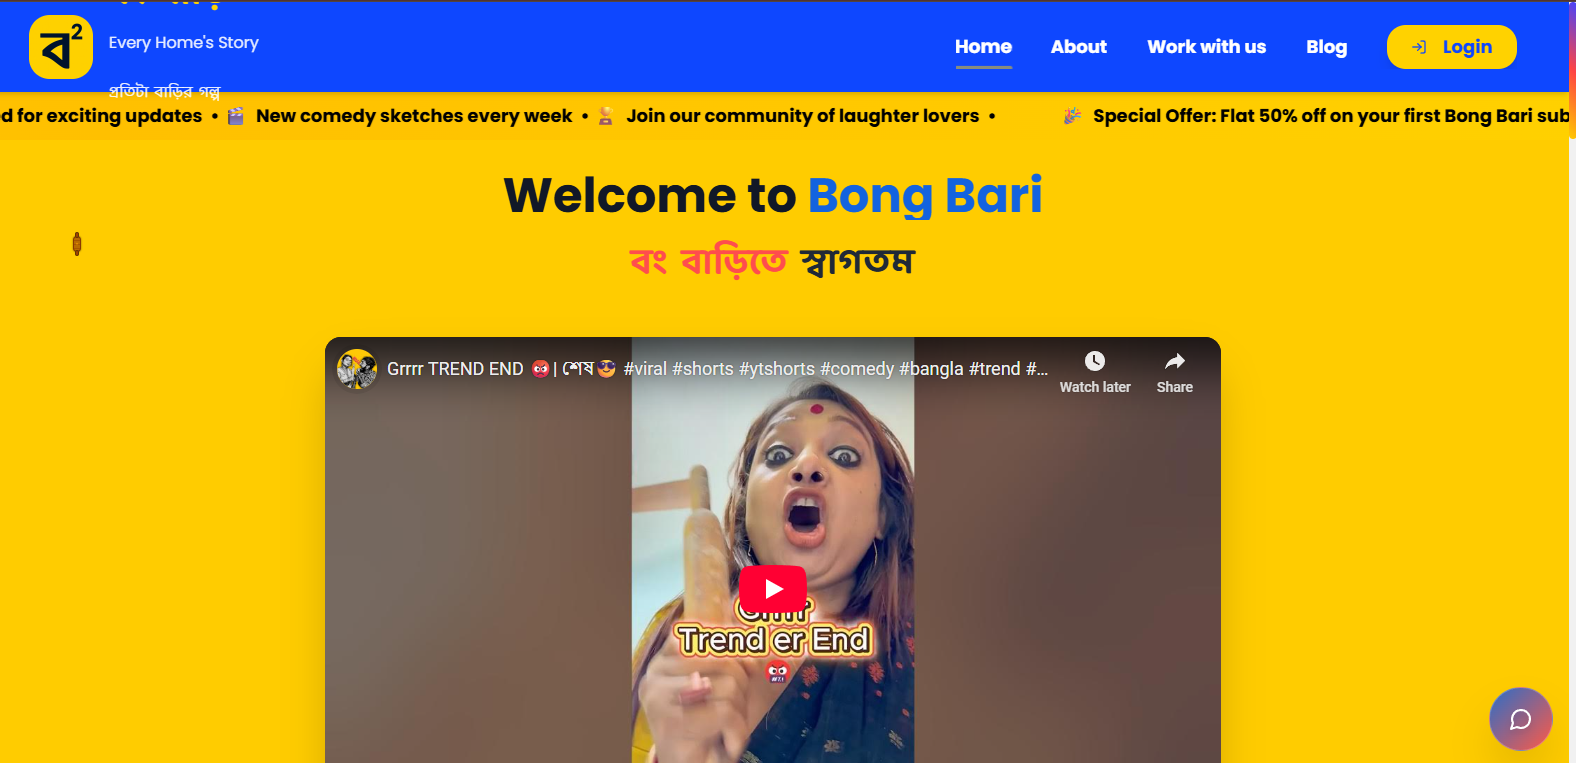 ব²
Every Home's Story
প্রতিটা বাড়ির গল্প
Home
About
Work with us
Blog
Login
d for exciting updates • 🎬 New comedy sketches every week • 🏆 Join our community of laughter lovers • 🎉 Special Offer: Flat 50% off on your first Bong Bari sub
Welcome to Bong Bari
বং বাড়িতে স্বাগতম
Grrrr TREND END 👹| শেষ😎 #viral #shorts #ytshorts #comedy #bangla #trend #...
Watch later
Share
Grrrr
Trend er End